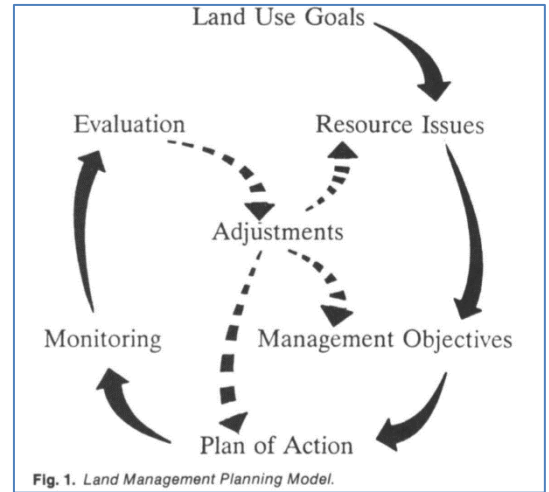 Land Use Goals
Evaluation
Resource Issues
Adjustments
Monitoring
Management Objectives
Plan of Action
Fig. 1. Land Management Planning Model.